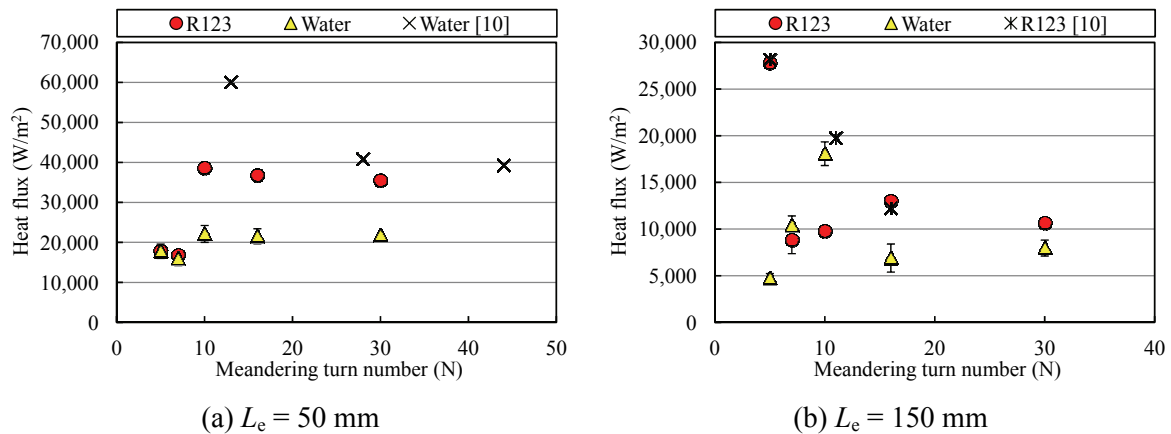 R123 Water Water [10]
70,000
60,000
50,000
40,000
30,000
20,000
10,000
0
Heat flux (W/m²)
0 10 20 30 40 50
Meandering turn number (N)
(a) Le = 50 mm
R123 Water R123 [10]
30,000
25,000
20,000
15,000
10,000
5,000
0
Heat flux (W/m²)
0 10 20 30 40
Meandering turn number (N)
(b) Le = 150 mm